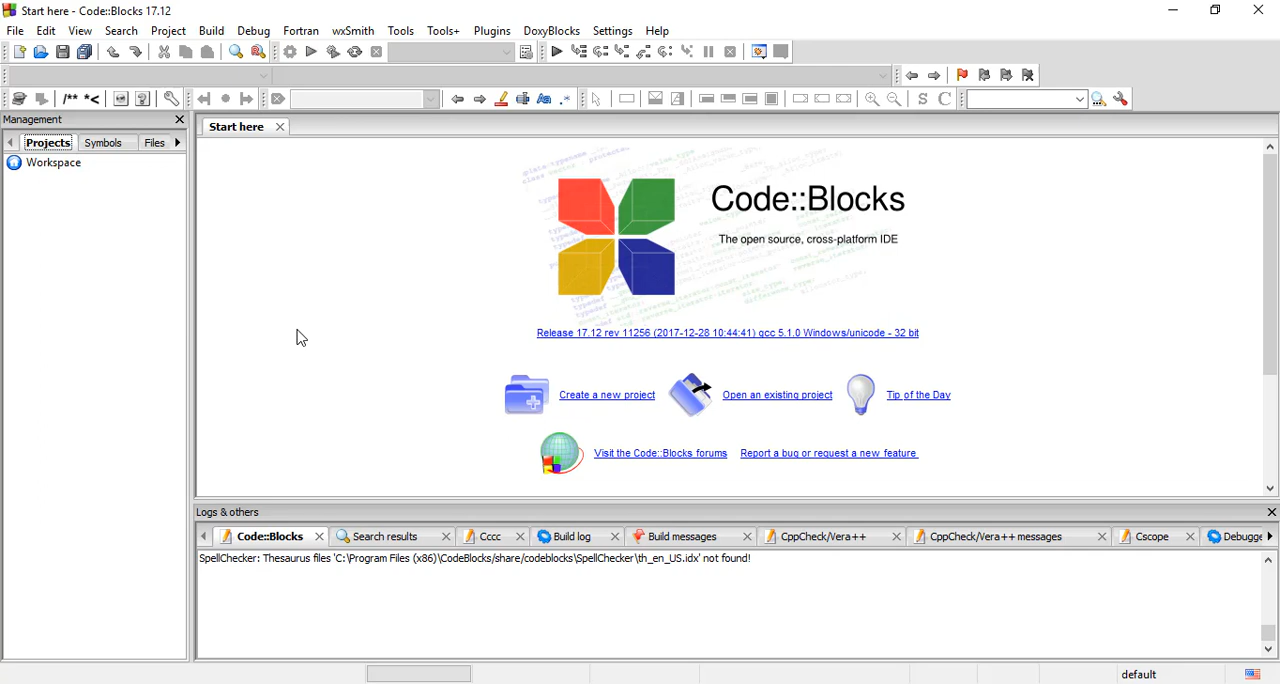 Start here - Code::Blocks 17.12
File Edit View Search Project Build Debug Fortran wxSmith Tools Tools+ Plugins DoxyBlocks Settings Help
/** *< S C
Management
Start here
Projects Symbols Files
Workspace
Code::Blocks
The open source, cross-platform IDE
Release 17.12 rev 11256 (2017-12-28 10:44:41) gcc 5.1.0 Windows/unicode - 32 bit
Create a new project Open an existing project Tip of the Day
Visit the Code::Blocks forums Report a bug or request a new feature
Logs & others
Code::Blocks Search results Cccc Build log Build messages CppCheck/Vera++ CppCheck/Vera++ messages Cscope Debugge
SpellChecker: Thesaurus files 'C:\Program Files (x86)\CodeBlocks/share/codeblocks\SpellChecker\th_en_US.idx' not found!
default